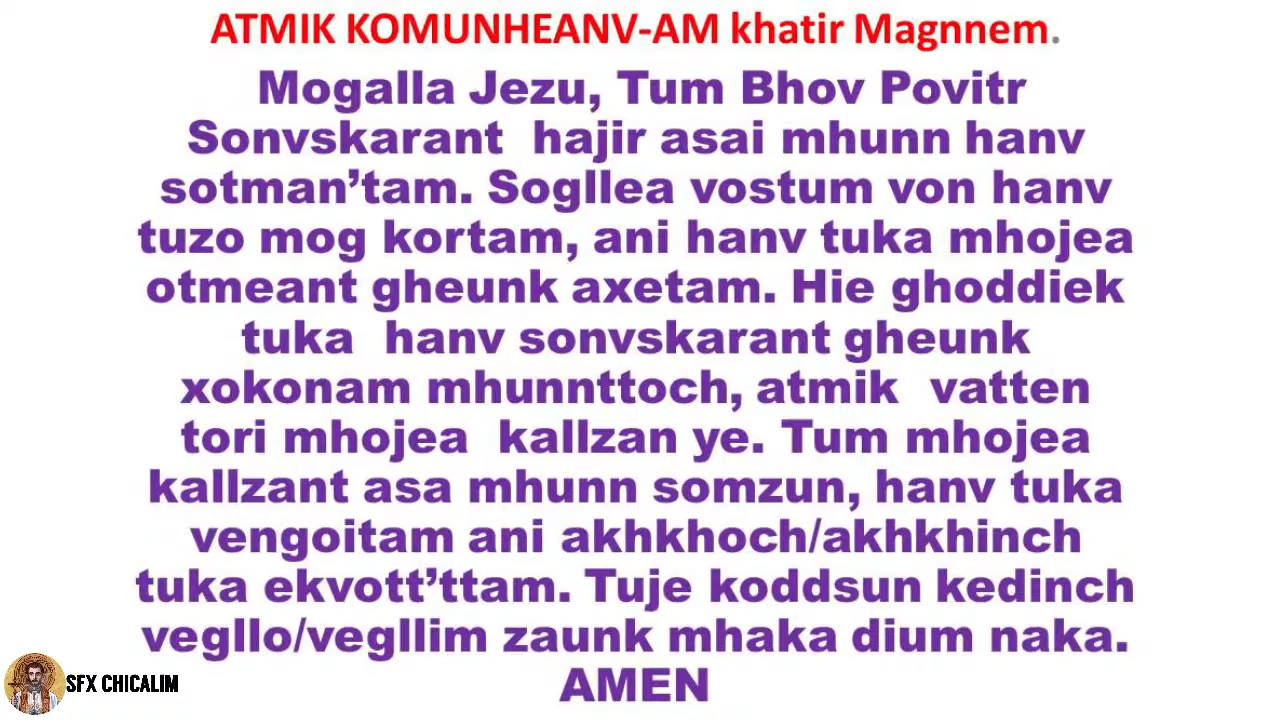 ATMIK KOMUNHEANV-AM khatir Magnnem.
Mogalla Jezu, Tum Bhov Povitr
Sonvskarant hajir asai mhunn hanv
sotman’tam. Sogllea vostum von hanv
tuzo mog kortam, ani hanv tuka mhojea
otmeant gheunk axetam. Hie ghoddiek
tuka hanv sonvskarant gheunk
xokonam mhunnttoch, atmik vatten
tori mhojea kallzan ye. Tum mhojea
kallzant asa mhunn somzun, hanv tuka
vengoitam ani akhkhoch/akhkhinch
tuka ekvott’ttam. Tuje koddsun kedinch
vegllo/vegllim zaunk mhaka dium naka.
AMEN
SFX CHICALIM